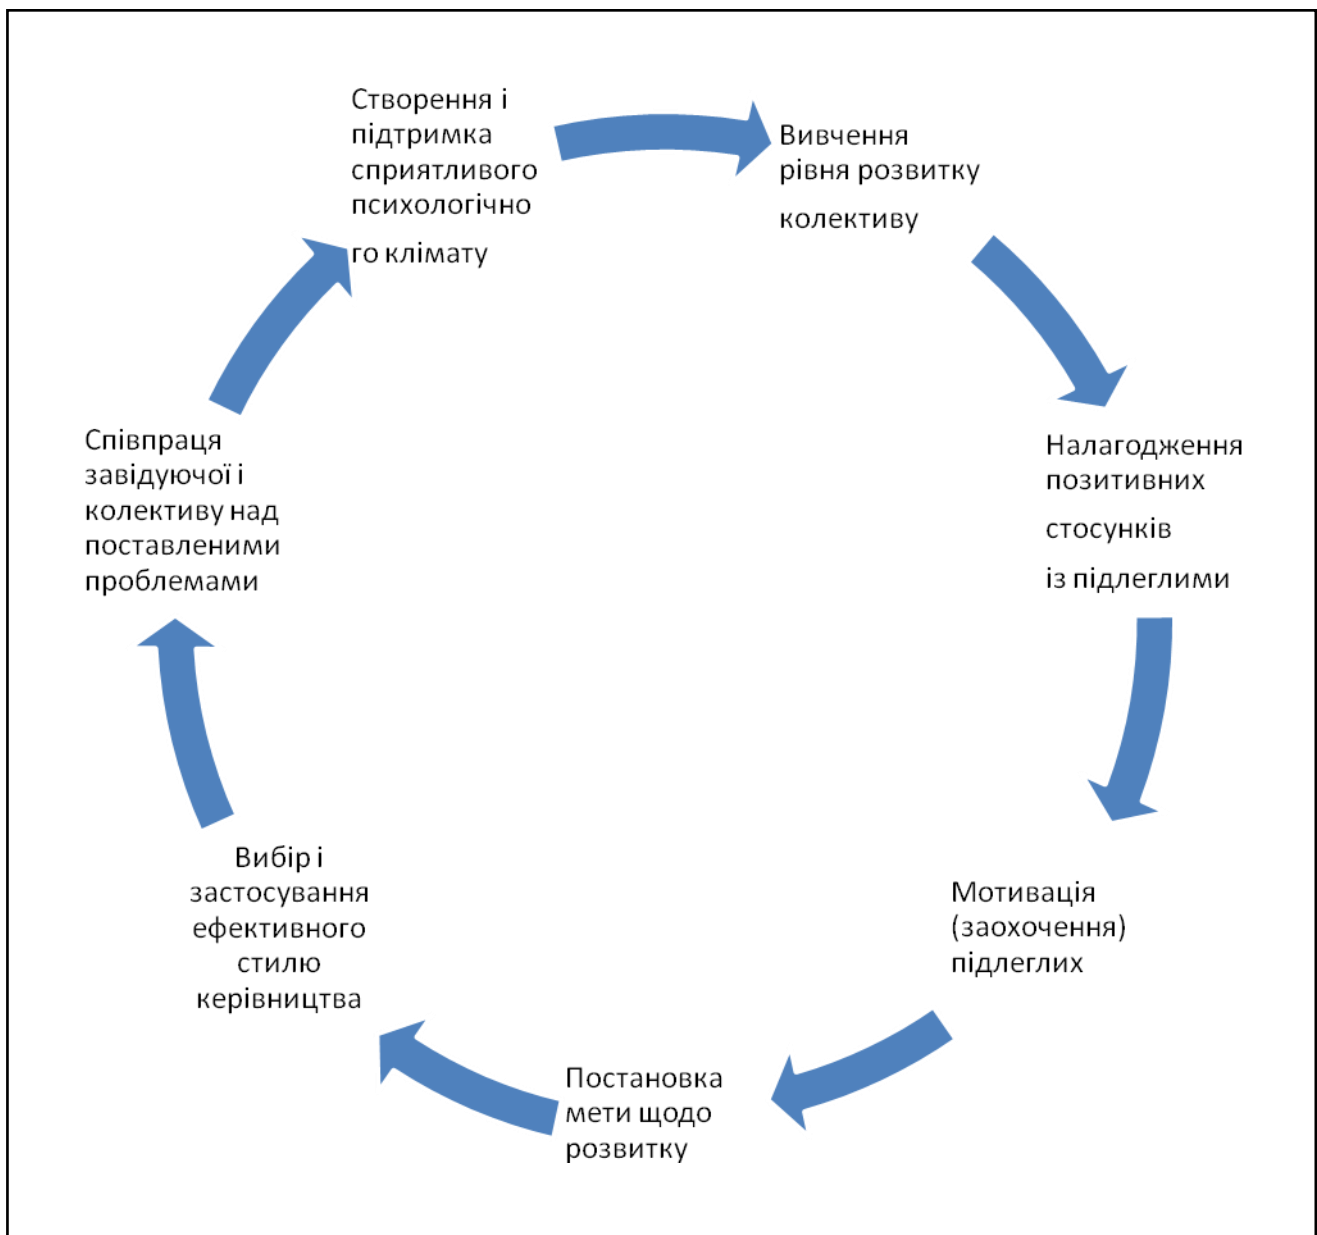 Створення і
підтримка
сприятливого
психологічно
го клімату
Вивчення
рівня розвитку
колективу
Налагодження
позитивних
стосунків
із підлеглими
Мотивація
(заохочення)
підлеглих
Постановка
мети щодо
розвитку
Вибір і
застосування
ефективного
стилю
керівництва
Співпраця
завідуючої і
колективу над
поставленими
проблемами